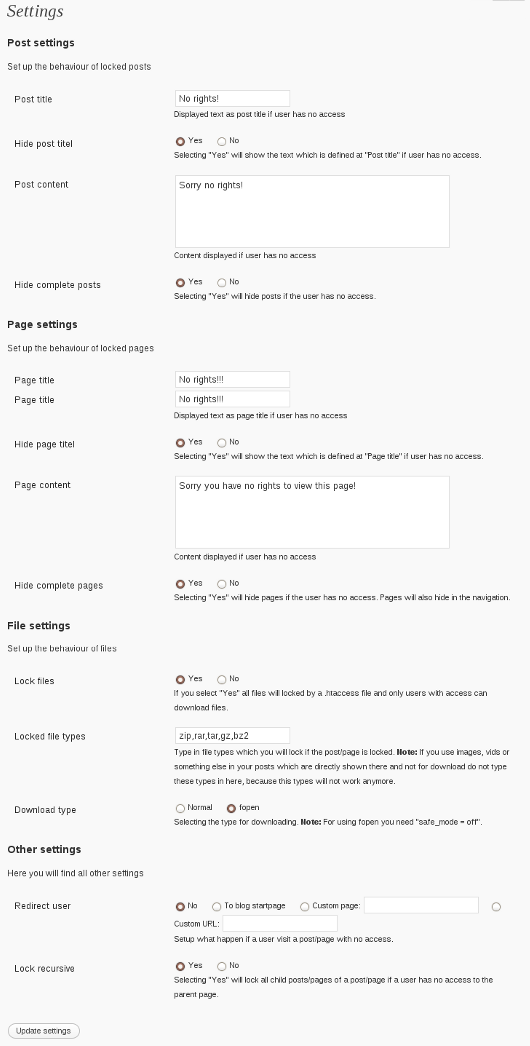 Settings
Post settings
Set up the behaviour of locked posts
Post title
No rights!
Displayed text as post title if user has no access
Hide post titel
Yes No
Selecting "Yes" will show the text which is defined at "Post title" if user has no access.
Post content
Sorry no rights!
Content displayed if user has no access
Hide complete posts
Yes No
Selecting "Yes" will hide posts if the user has no access.
Page settings
Set up the behaviour of locked pages
Page title
No rights!!!
Page title
No rights!!!
Displayed text as page title if user has no access
Hide page titel
Yes No
Selecting "Yes" will show the text which is defined at "Page title" if user has no access.
Page content
Sorry you have no rights to view this page!
Content displayed if user has no access
Hide complete pages
Yes No
Selecting "Yes" will hide pages if the user has no access. Pages will also hide in the navigation.
File settings
Set up the behaviour of files
Lock files
Yes No
If you select "Yes" all files will locked by a .htaccess file and only users with access can
download files.
Locked file types
zip,rar,tar,gz,bz2
Type in file types which you will lock if the post/page is locked. Note: If you use images, vids or
something else in your posts which are directly shown there and not for download do not type
these types in here, because this types will not work anymore.
Download type
Normal fopen
Selecting the type for downloading. Note: For using fopen you need "safe_mode = off".
Other settings
Here you will find all other settings
Redirect user
No To blog startpage Custom page:
Custom URL:
Setup what happen if a user visit a post/page with no access.
Lock recursive
Yes No
Selecting "Yes" will lock all child posts/pages of a post/page if a user has no access to the
parent page.
Update settings